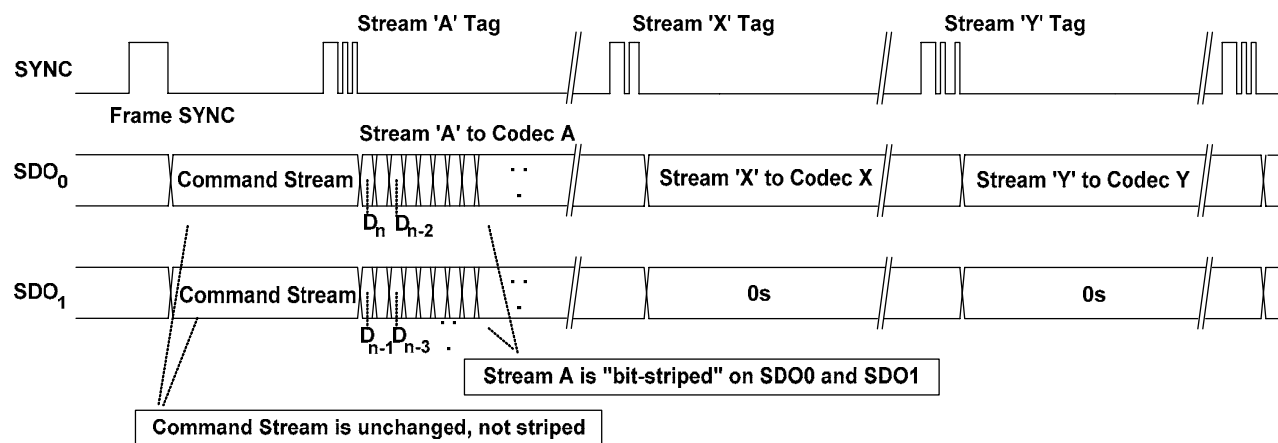 Stream 'A' Tag
Stream 'X' Tag
Stream 'Y' Tag
SYNC
Frame SYNC
Stream 'A' to Codec A
SDO0
Command Stream
Stream 'X' to Codec X
Stream 'Y' to Codec Y
Dn
Dn-2
SDO1
Command Stream
0s
0s
Dn-1
Dn-3
Stream A is "bit-striped" on SDO0 and SDO1
Command Stream is unchanged, not striped